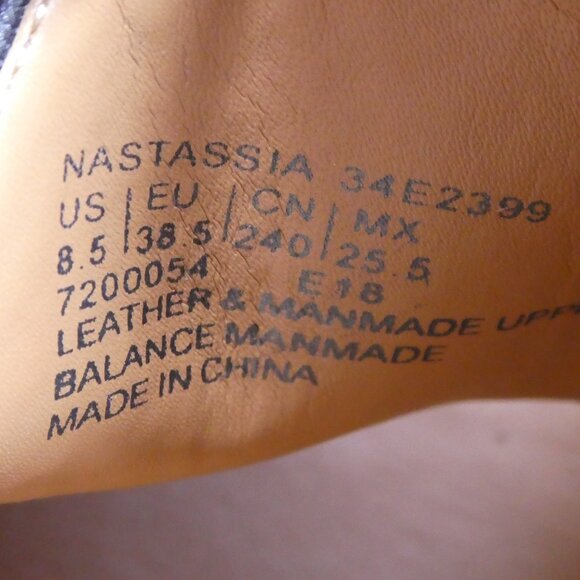 NASTASSIA 34E2399
US | EU | CN | MX
8.5 | 38.5 | 240 | 25.5
7200054 E18
LEATHER & MANMADE UPP
BALANCE MANMADE
MADE IN CHINA